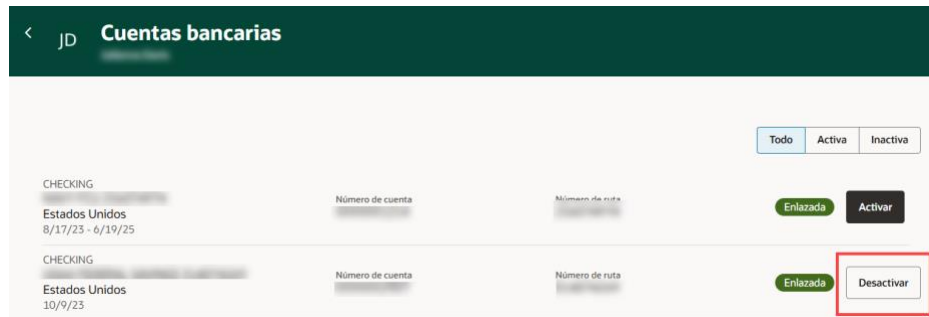 JD Cuentas bancarias
Todo Activa Inactiva
CHECKING
Número de cuenta Número de ruta
Estados Unidos
Enlazada Activar
8/17/23 - 6/19/25
CHECKING
Número de cuenta Número de ruta
Estados Unidos
Enlazada Desactivar
10/9/23